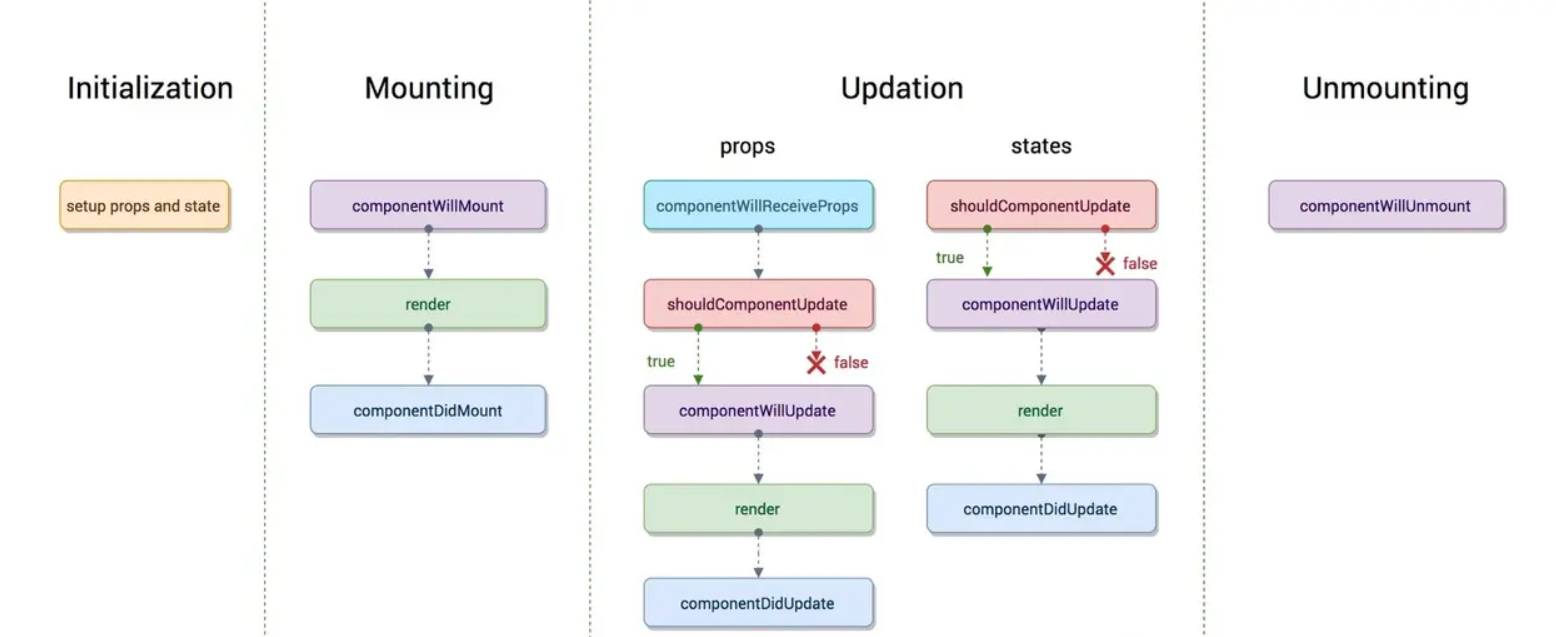 Initialization
setup props and state
Mounting
componentWillMount
render
componentDidMount
Updation
props
componentWillReceiveProps
shouldComponentUpdate
true
false
componentWillUpdate
render
componentDidUpdate
states
shouldComponentUpdate
true
false
componentWillUpdate
render
componentDidUpdate
Unmounting
componentWillUnmount